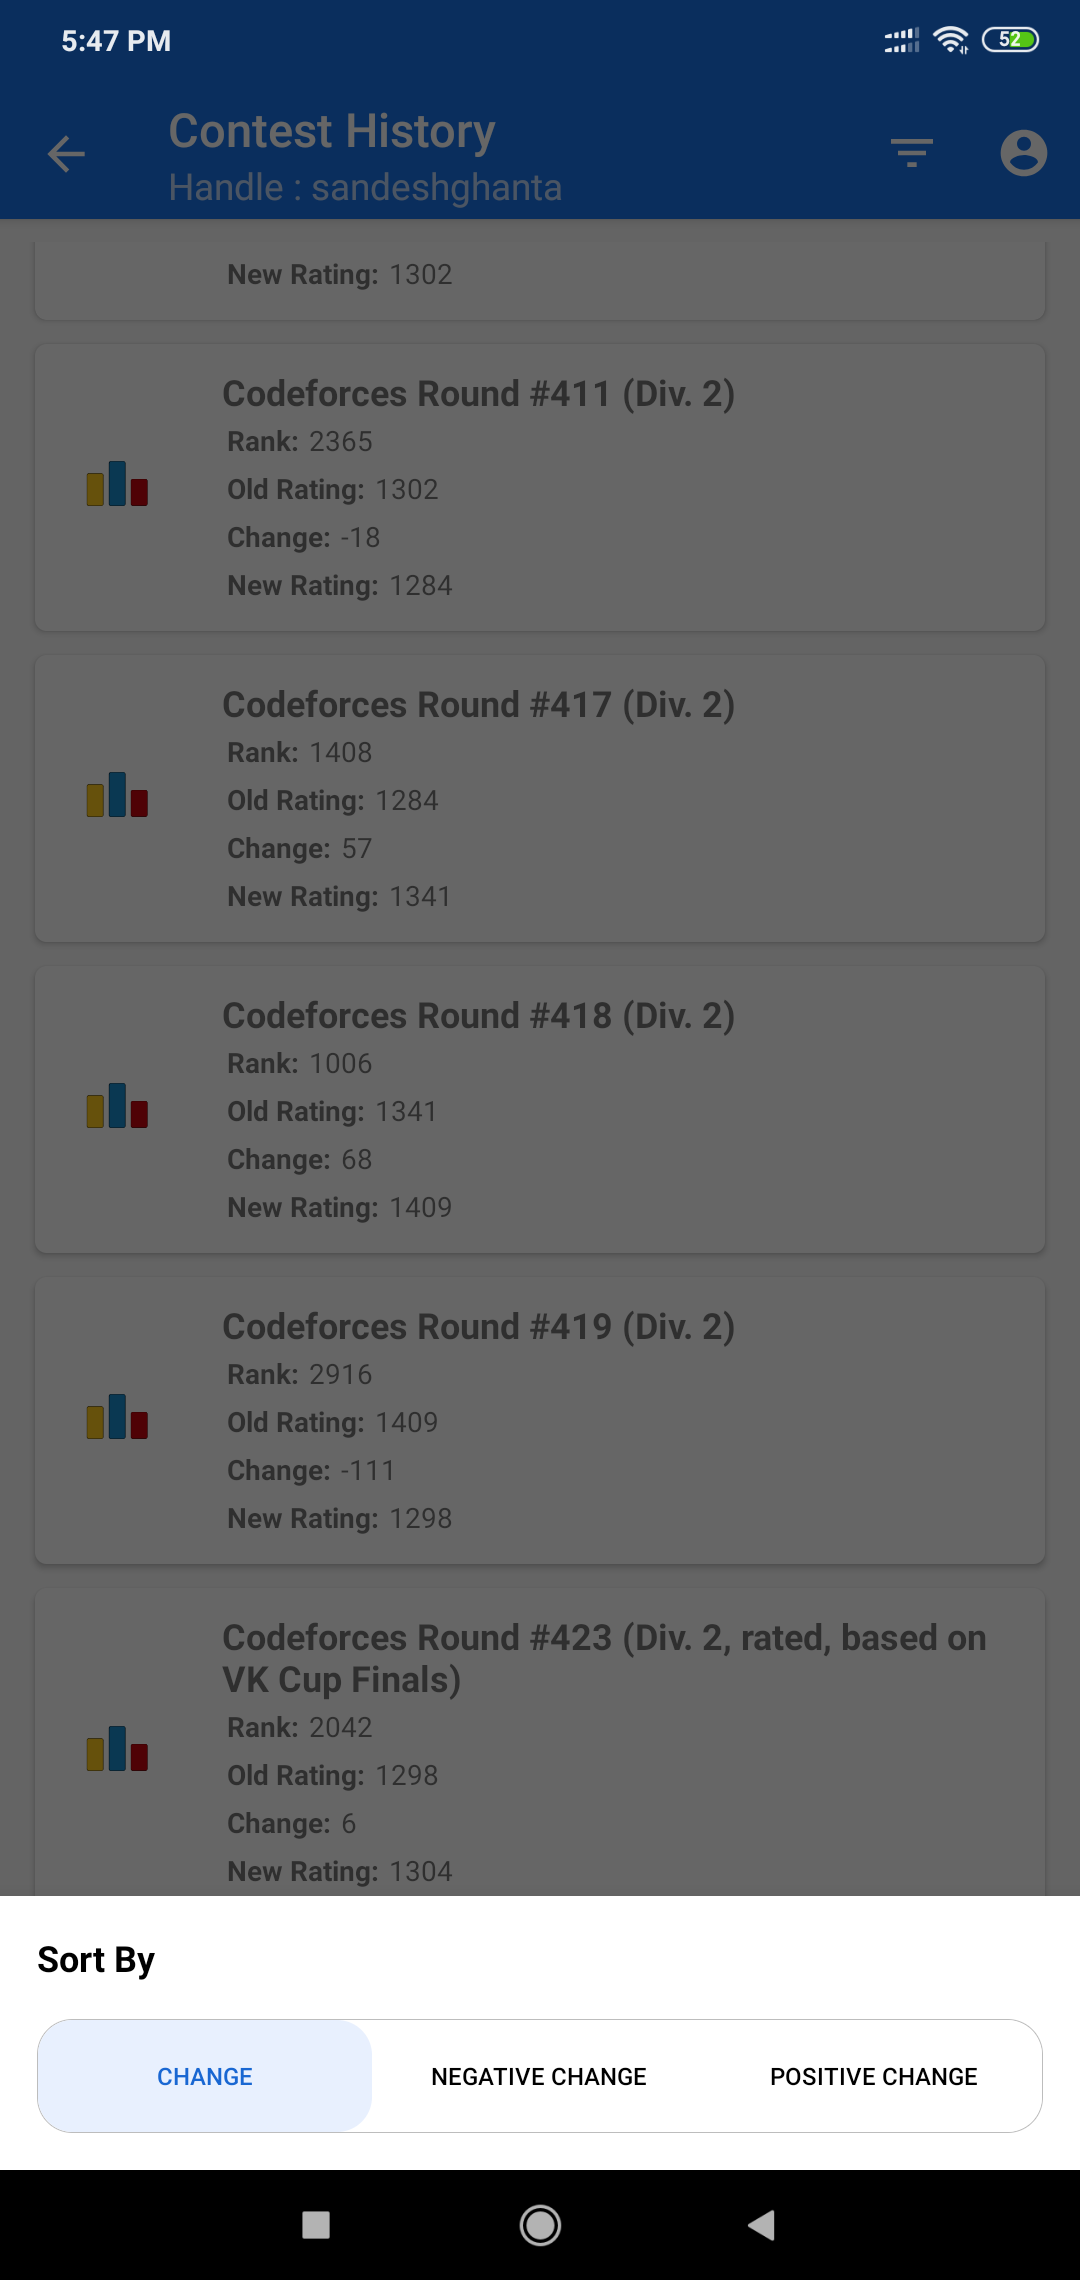 5:47 PM
52
Contest History
Handle : sandeshghanta
New Rating: 1302
Codeforces Round #411 (Div. 2)
Rank: 2365
Old Rating: 1302
Change: -18
New Rating: 1284
Codeforces Round #417 (Div. 2)
Rank: 1408
Old Rating: 1284
Change: 57
New Rating: 1341
Codeforces Round #418 (Div. 2)
Rank: 1006
Old Rating: 1341
Change: 68
New Rating: 1409
Codeforces Round #419 (Div. 2)
Rank: 2916
Old Rating: 1409
Change: -111
New Rating: 1298
Codeforces Round #423 (Div. 2, rated, based on
VK Cup Finals)
Rank: 2042
Old Rating: 1298
Change: 6
New Rating: 1304
Sort By
CHANGE NEGATIVE CHANGE POSITIVE CHANGE